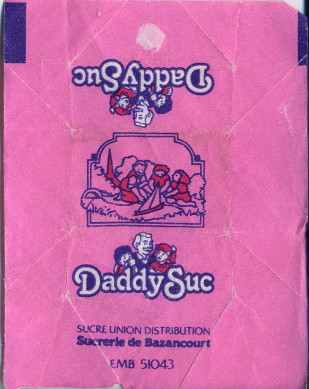 DaddySuc
DaddySuc
SUCRE UNION DISTRIBUTION
Sucrerie de Bazancourt
EMB 51043